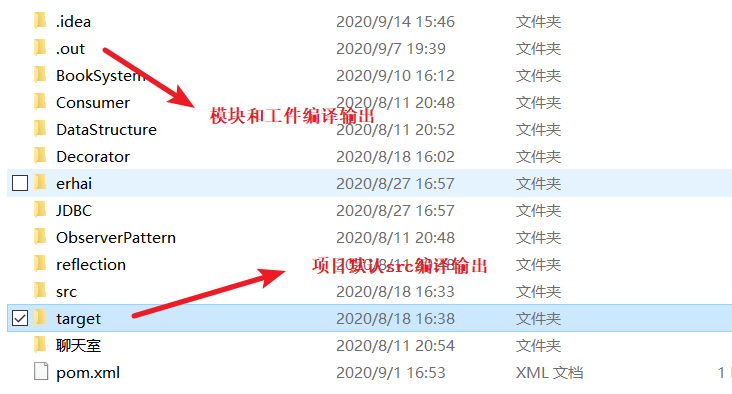 .idea 2020/9/14 15:46 文件夹
.out 2020/9/7 19:39 文件夹
BookSystem 2020/9/10 16:12 文件夹
Consumer 2020/8/11 20:48 文件夹
模块和工件编译输出
DataStructure 2020/8/11 20:52 文件夹
Decorator 2020/8/18 16:02 文件夹
erhai 2020/8/27 16:57 文件夹
JDBC 2020/8/27 16:57 文件夹
ObserverPattern 2020/8/11 20:48 文件夹
reflection 文件夹
项目默认src编译输出
src 2020/8/18 16:33 文件夹
target 2020/8/18 16:38 文件夹
聊天室 2020/8/11 20:54 文件夹
pom.xml 2020/9/1 16:53 XML 文档 1